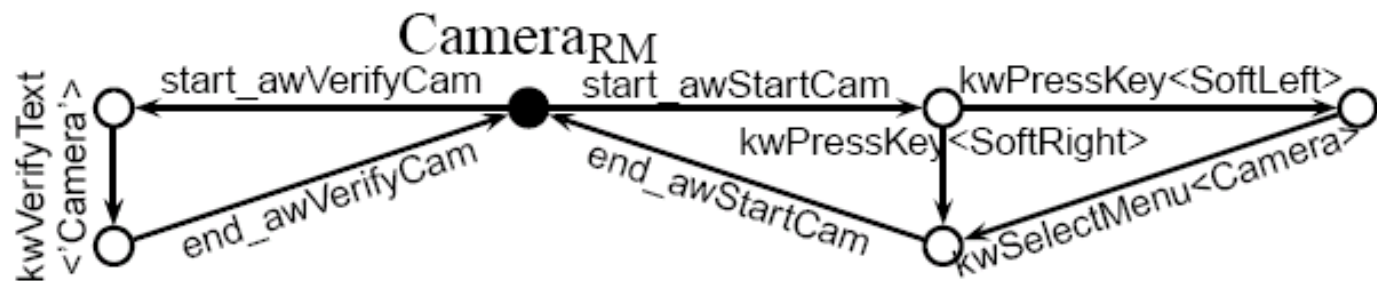 Camera_RM
start_awVerifyCam
start_awStartCam
kwPressKey<SoftLeft>
kwVerifyText
<'Camera'>
kwPressKey<SoftRight>
end_awVerifyCam
end_awStartCam
kwSelectMenu<Camera>